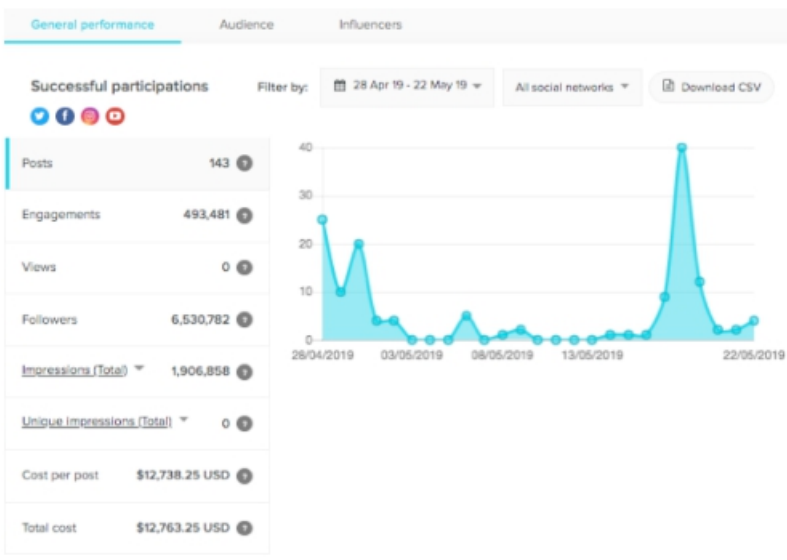 General performance Audience Influencers
Successful participations Filter by: 28 Apr 19 - 22 May 19 All social networks Download CSV
Posts 143 ?
Engagements 493,481 ?
Views 0 ?
Followers 6,530,782 ?
Impressions (Total) 1,906,858 ?
Unique Impressions (Total) 0 ?
Cost per post $12,738.25 USD ?
Total cost $12,763.25 USD ?
40
30
20
10
0
28/04/2019 03/05/2019 08/05/2019 13/05/2019 22/05/2019